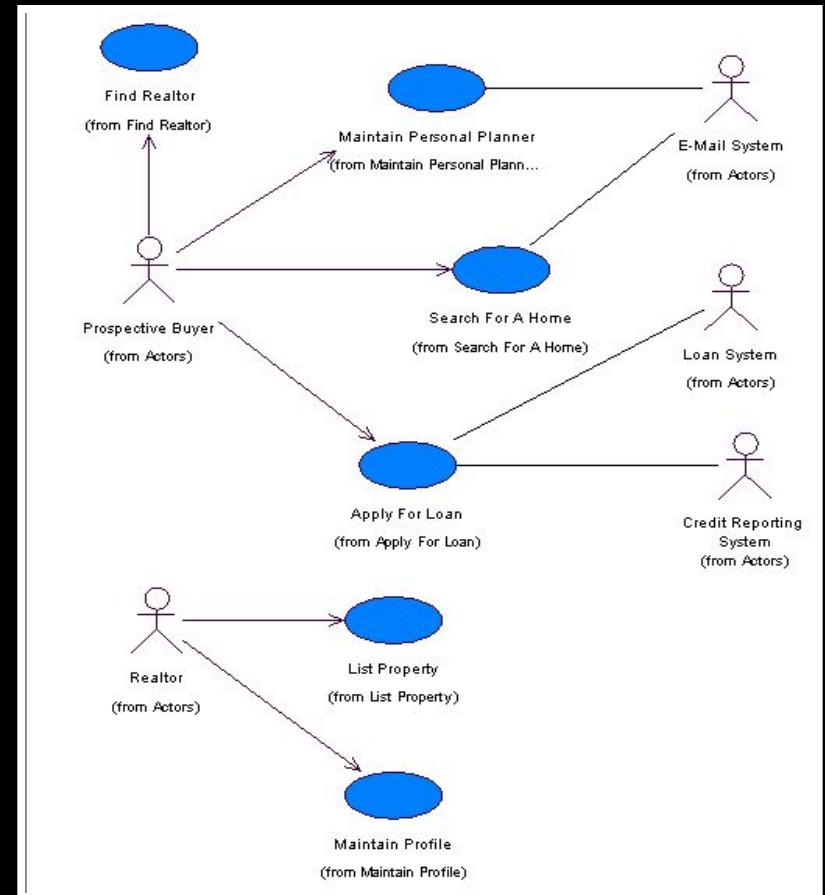 Find Realtor
(from Find Realtor)
Maintain Personal Planner
(from Maintain Personal Plann...
E-Mail System
(from Actors)
Prospective Buyer
(from Actors)
Search For A Home
(from Search For A Home)
Loan System
(from Actors)
Apply For Loan
(from Apply For Loan)
Credit Reporting
System
(from Actors)
Realtor
(from Actors)
List Property
(from List Property)
Maintain Profile
(from Maintain Profile)